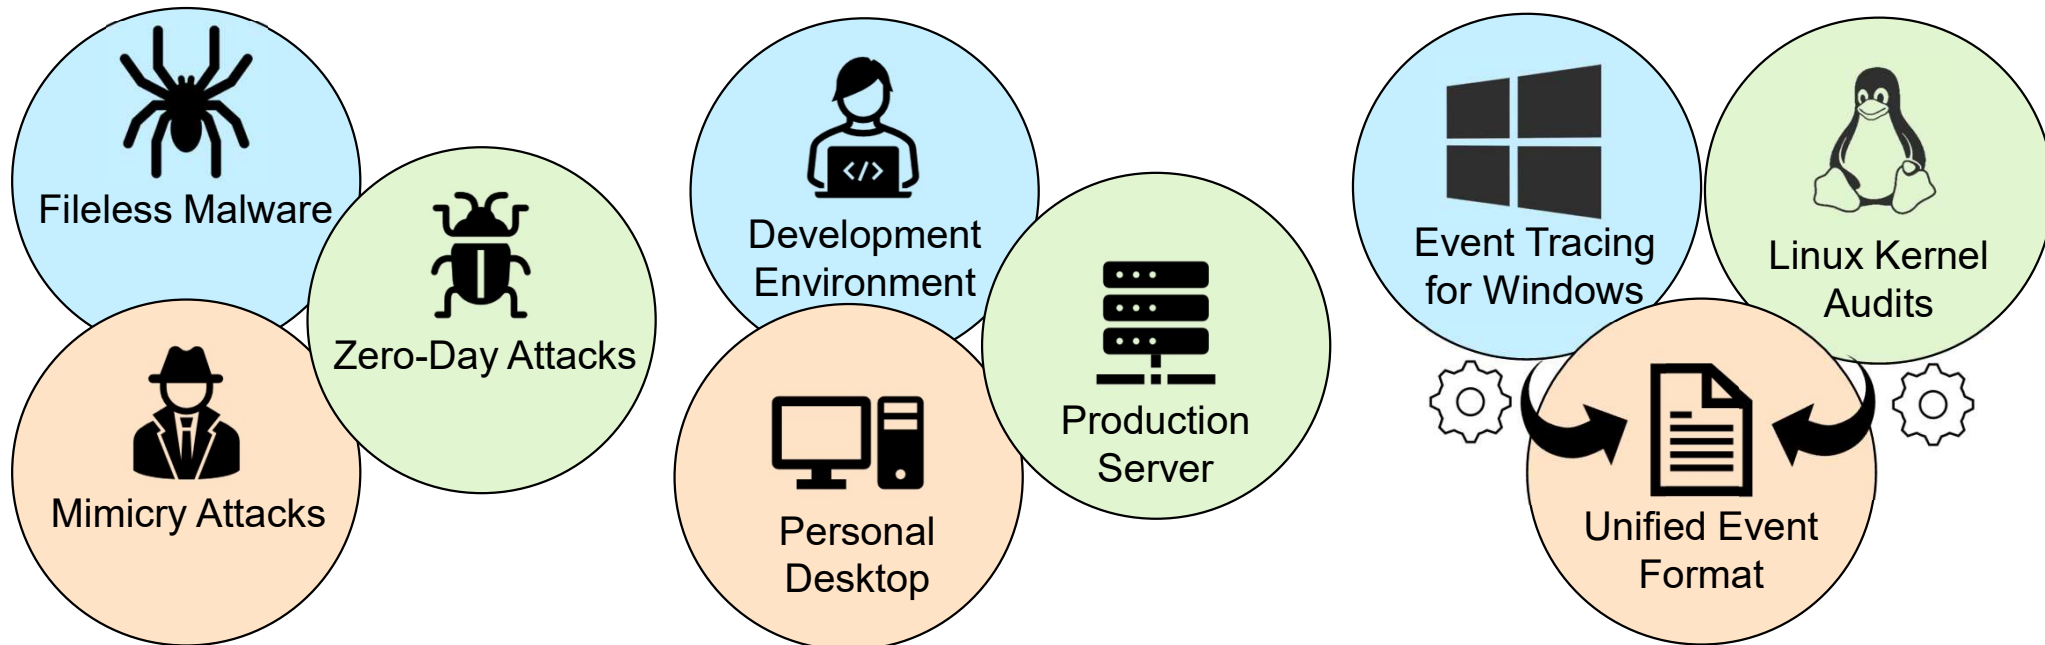 Fileless Malware
Zero-Day Attacks
Mimicry Attacks
Development
Environment
</>
Production
Server
Personal
Desktop
Event Tracing
for Windows
Linux Kernel
Audits
Unified Event
Format